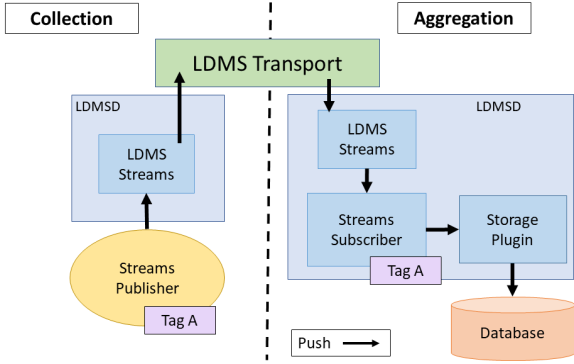 Collection
Aggregation
LDMS Transport
LDMSD
LDMS
Streams
Streams
Publisher
Tag A
LDMSD
LDMS
Streams
Streams
Subscriber
Tag A
Storage
Plugin
Database
Push